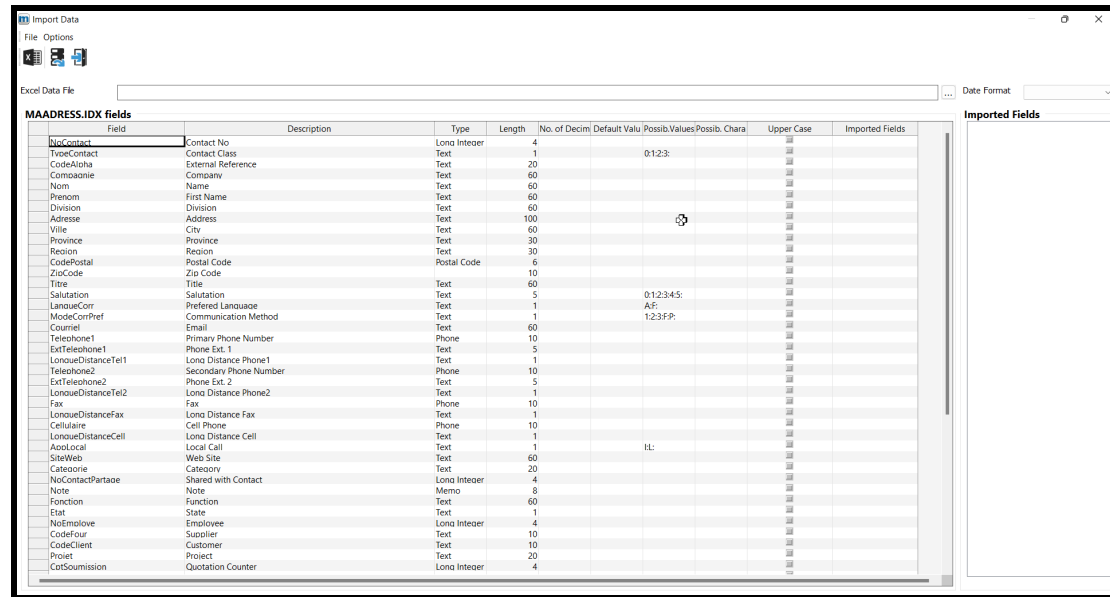 m Import Data
File Options
Excel Data File ... Date Format
MAADRESS.IDX fields Imported Fields
Field Description Type Length No. of Decim Default Valu Possib.Values Possib. Chara Upper Case Imported Fields
NoContact Contact No Long Integer 4
TypeContact Contact Class Text 1 0:1:2:3:
CodeAlpha External Reference Text 20
Compagnie Company Text 60
Nom Name Text 60
Prenom First Name Text 60
Division Division Text 60
Adresse Address Text 100
Ville City Text 60
Province Province Text 30
Region Region Text 30
CodePostal Postal Code Postal Code 6
ZipCode Zip Code 10
Titre Title Text 60
Salutation Salutation Text 5 0:1:2:3:4:5:
LangueCorr Prefered Language Text 1 A:F:
ModeCorrPref Communication Method Text 1 1:2:3:F:P:
Courriel Email Text 60
Telephone1 Primary Phone Number Phone 10
ExtTelephone1 Phone Ext. 1 Text 5
LongueDistanceTel1 Long Distance Phone1 Text 1
Telephone2 Secondary Phone Number Phone 10
ExtTelephone2 Phone Ext. 2 Text 5
LongueDistanceTel2 Long Distance Phone2 Text 1
Fax Fax Phone 10
LongueDistanceFax Long Distance Fax Text 1
Cellulaire Cell Phone Phone 10
LongueDistanceCell Long Distance Cell Text 1
AppLocal Local Call Text 1 I:L:
SiteWeb Web Site Text 60
Categorie Category Text 20
NoContactPartage Shared with Contact Long Integer 4
Note Note Memo 8
Fonction Function Text 60
Etat State Text 1
NoEmploye Employee Long Integer 4
CodeFour Supplier Text 10
CodeClient Customer Text 10
Projet Project Text 20
CptSoumission Quotation Counter Long Integer 4